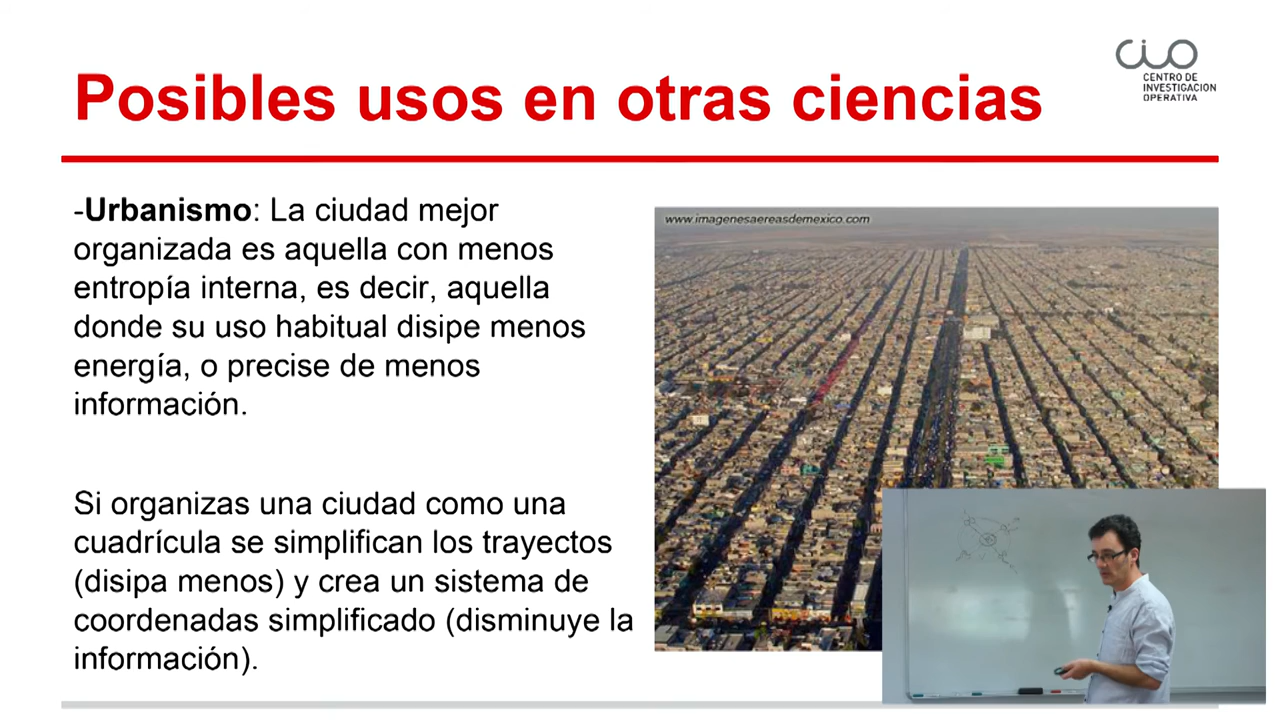 Posibles usos en otras ciencias
CIO
CENTRO DE
INVESTIGACION
OPERATIVA
-Urbanismo: La ciudad mejor
organizada es aquella con menos
entropía interna, es decir, aquella
donde su uso habitual disipe menos
energía, o precise de menos
información.
Si organizas una ciudad como una
cuadrícula se simplifican los trayectos
(disipa menos) y crea un sistema de
coordenadas simplificado (disminuye la
información).
www.imagenesaereasdemexico.com